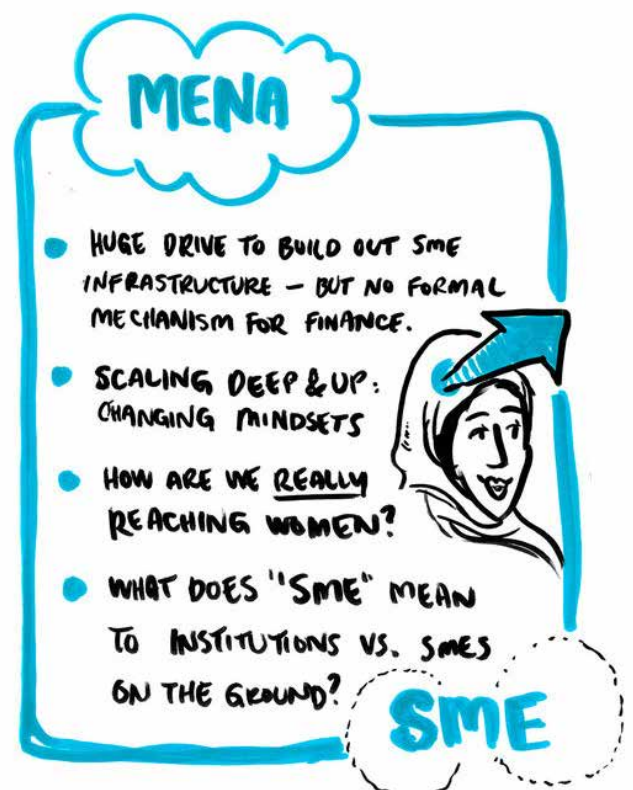 MENA
HUGE DRIVE TO BUILD OUT SME
INFRASTRUCTURE – BUT NO FORMAL
MECHANISM FOR FINANCE.
SCALING DEEP & UP:
CHANGING MINDSETS
HOW ARE WE REALLY
REACHING WOMEN?
WHAT DOES "SME" MEAN
TO INSTITUTIONS VS. SMES
ON THE GROUND?
SME